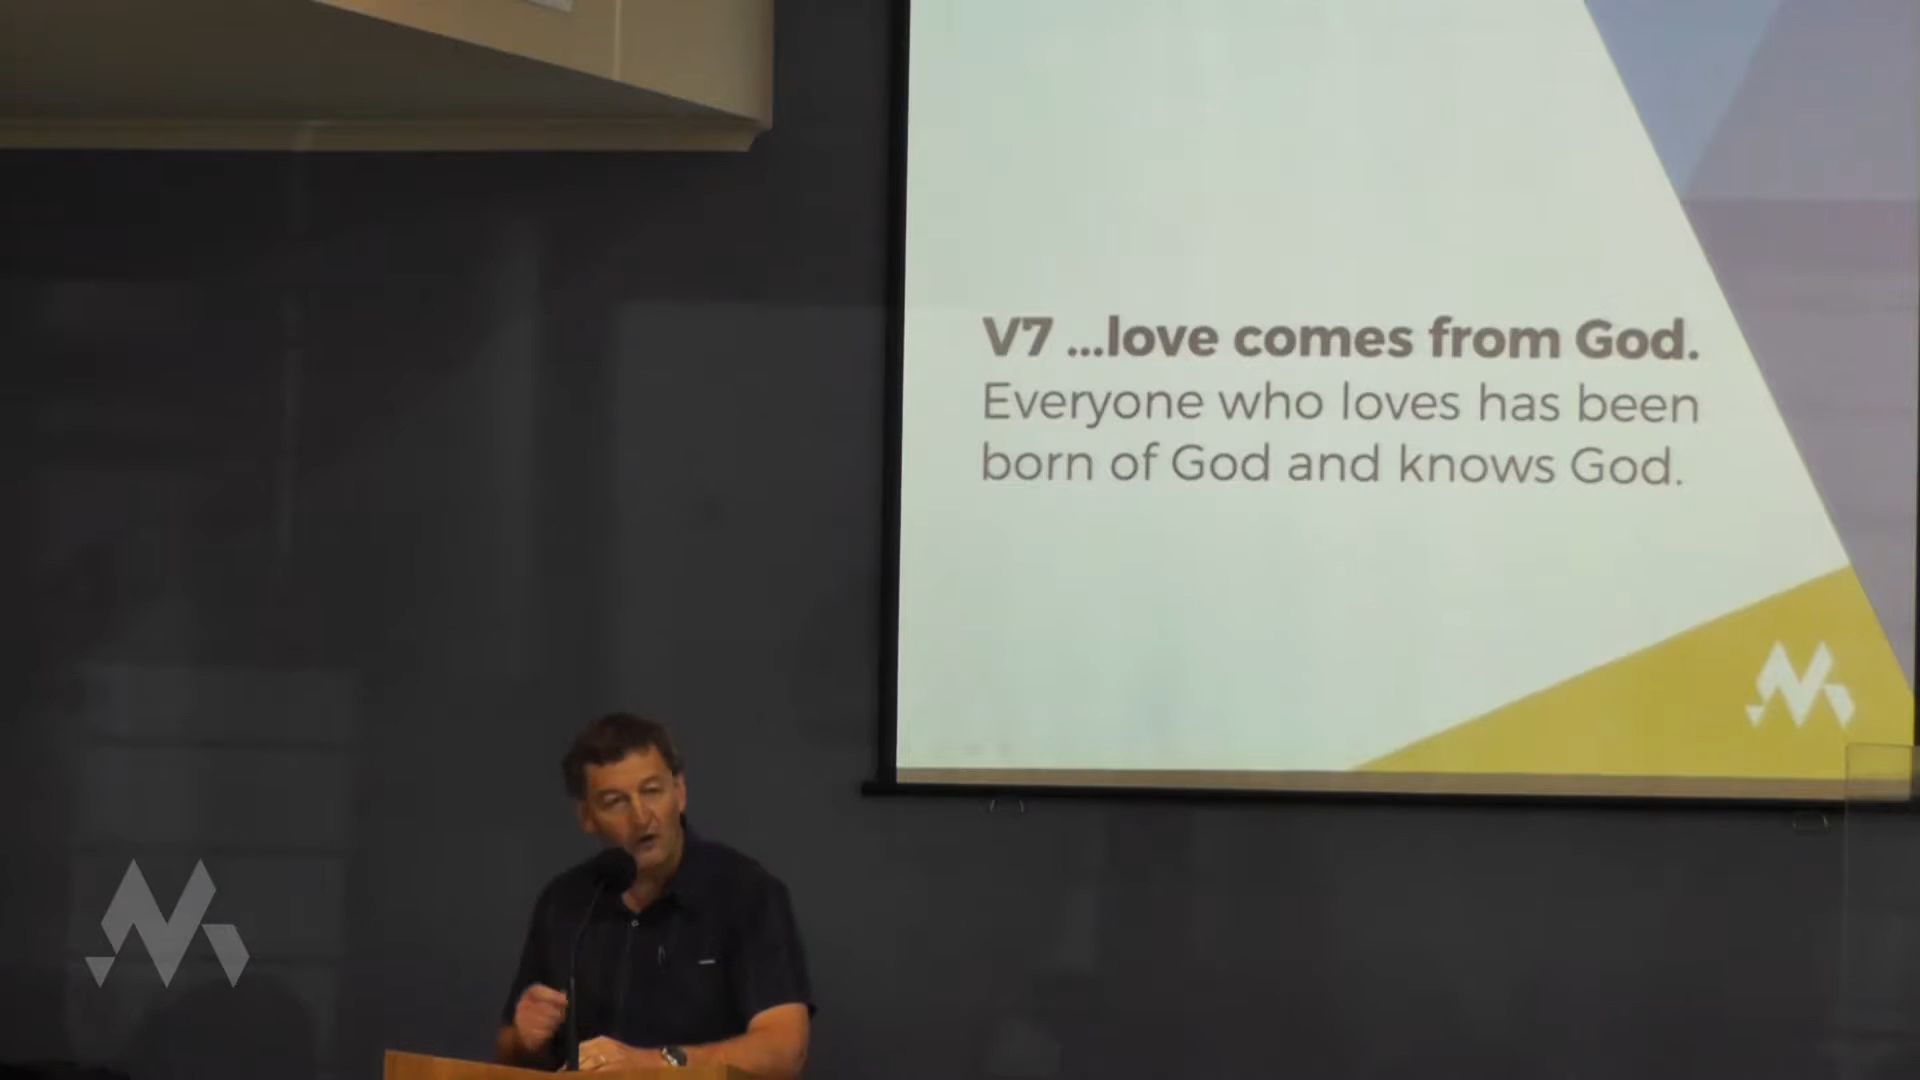 V7 ...love comes from God.
Everyone who loves has been
born of God and knows God.